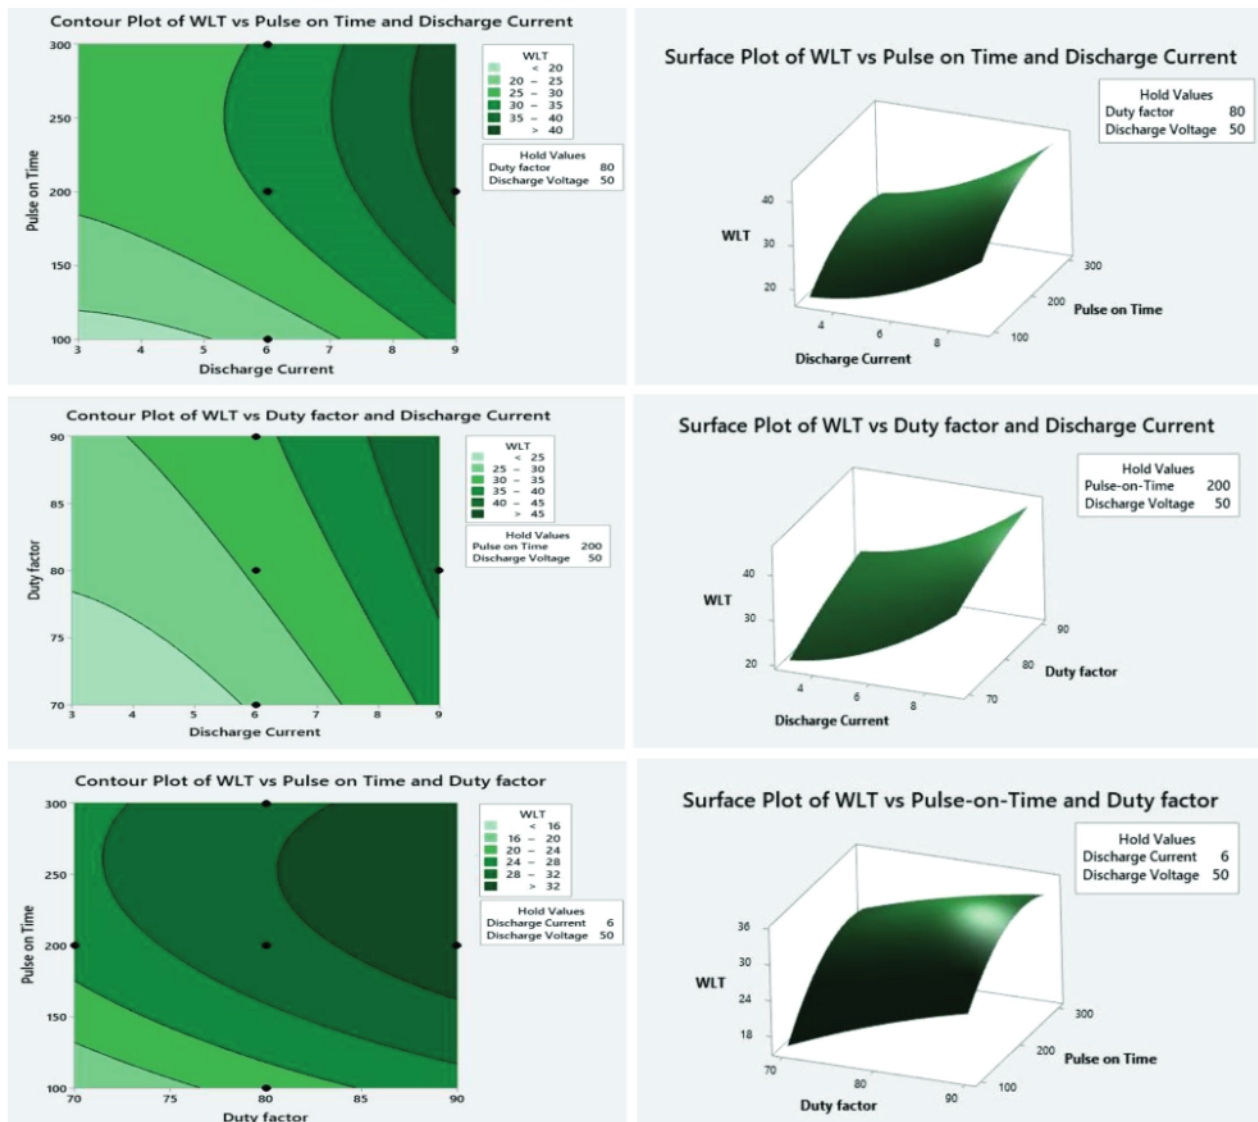 Contour Plot of WLT vs Pulse on Time and Discharge Current
300
250
200
150
100
Pulse on Time
3 4 5 6 7 8 9
Discharge Current
WLT
< 20
20 – 25
25 – 30
30 – 35
35 – 40
> 40
Hold Values
Duty factor 80
Discharge Voltage 50
Surface Plot of WLT vs Pulse on Time and Discharge Current
Hold Values
Duty factor 80
Discharge Voltage 50
40
30
20
WLT
4 6 8
Discharge Current
300
200
100
Pulse on Time
Contour Plot of WLT vs Duty factor and Discharge Current
90
85
80
75
70
Duty factor
3 4 5 6 7 8 9
Discharge Current
WLT
< 25
25 – 30
30 – 35
35 – 40
40 – 45
> 45
Hold Values
Pulse on Time 200
Discharge Voltage 50
Surface Plot of WLT vs Duty factor and Discharge Current
Hold Values
Pulse-on-Time 200
Discharge Voltage 50
40
30
20
WLT
4 6 8
Discharge Current
90
80
70
Duty factor
Contour Plot of WLT vs Pulse on Time and Duty factor
300
250
200
150
100
Pulse on Time
70 75 80 85 90
Duty factor
WLT
< 16
16 – 20
20 – 24
24 – 28
28 – 32
> 32
Hold Values
Discharge Current 6
Discharge Voltage 50
Surface Plot of WLT vs Pulse-on-Time and Duty factor
Hold Values
Discharge Current 6
Discharge Voltage 50
36
30
24
18
WLT
70 80 90
Duty factor
300
200
100
Pulse on Time